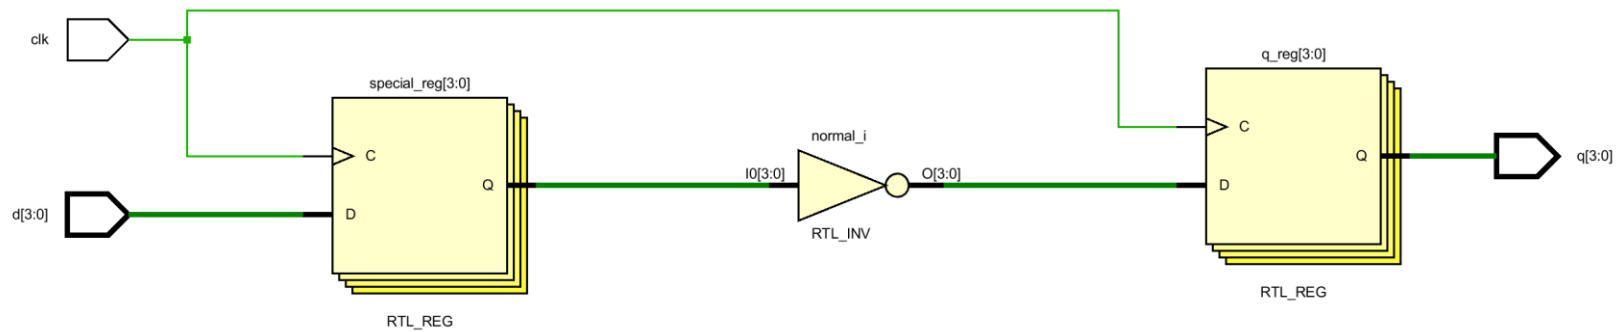 clk
d[3:0]
special_reg[3:0]
C
D
Q
RTL_REG
normal_i
I0[3:0]
O[3:0]
RTL_INV
q_reg[3:0]
C
D
Q
RTL_REG
q[3:0]